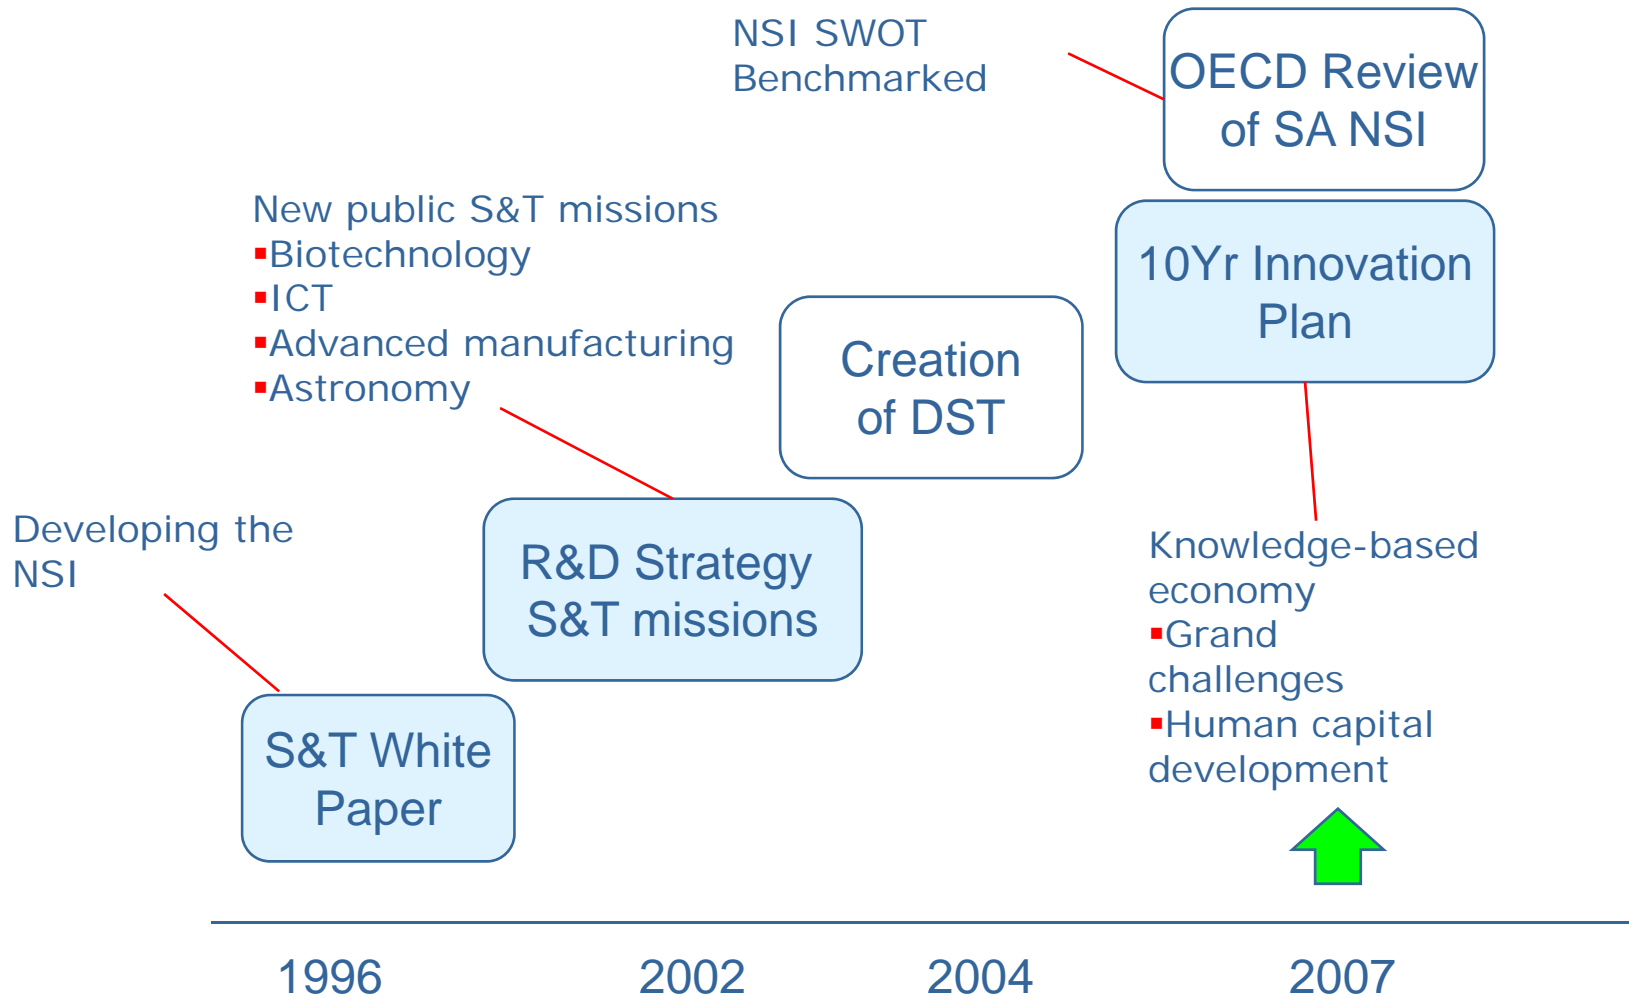 NSI SWOT
Benchmarked
OECD Review
of SA NSI
New public S&T missions
▪Biotechnology
▪ICT
▪Advanced manufacturing
▪Astronomy
10Yr Innovation
Plan
Creation
of DST
Developing the
NSI
R&D Strategy
S&T missions
Knowledge-based
economy
▪Grand
challenges
▪Human capital
development
S&T White
Paper
1996
2002
2004
2007